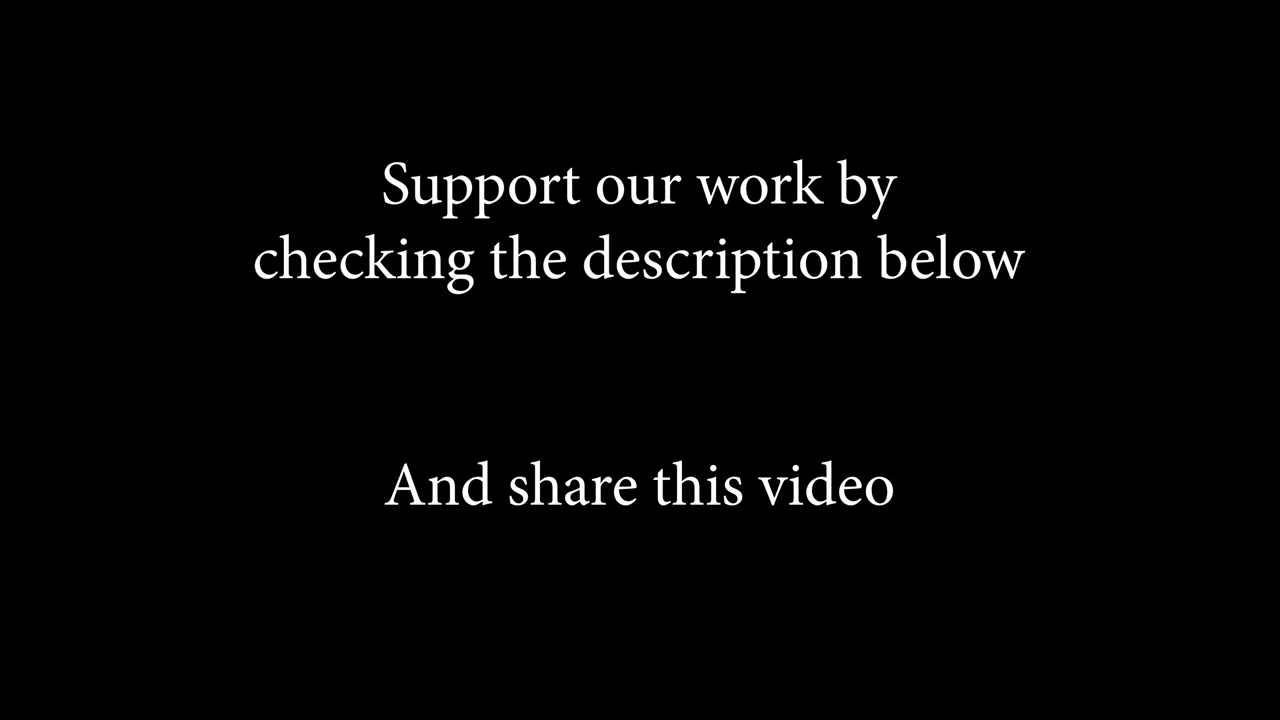 Support our work by
checking the description below
And share this video